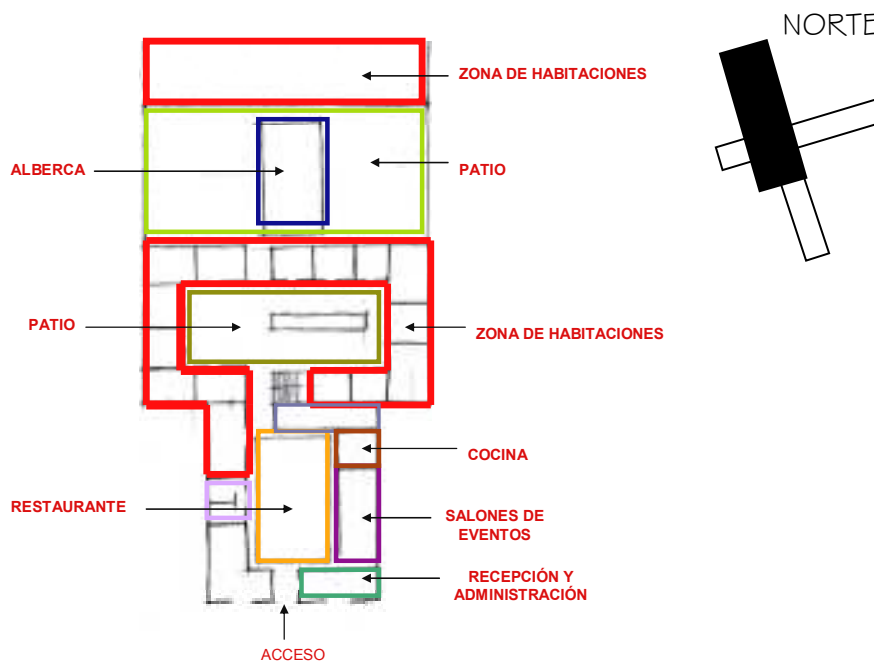 NORTE
ZONA DE HABITACIONES
ALBERCA
PATIO
PATIO
ZONA DE HABITACIONES
COCINA
RESTAURANTE
SALONES DE
EVENTOS
RECEPCIÓN Y
ADMINISTRACIÓN
ACCESO